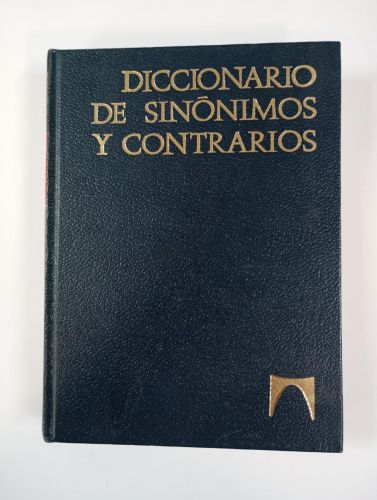 DICCIONARIO
DE SINÓNIMOS
Y CONTRARIOS